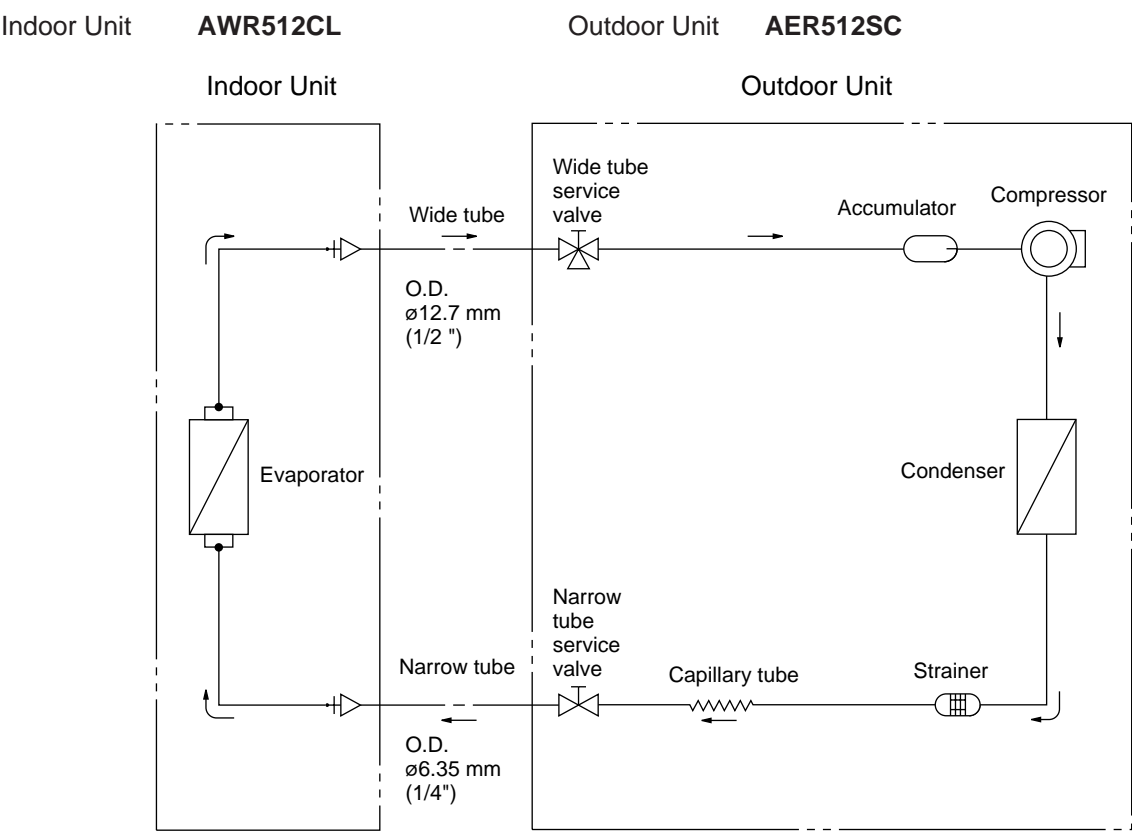 Indoor Unit AWR512CL Outdoor Unit AER512SC
Indoor Unit Outdoor Unit
Wide tube
service
valve
Compressor
Accumulator
Wide tube
O.D.
ø12.7 mm
(1/2 ")
Evaporator
Condenser
Narrow
tube
service
valve
Narrow tube
Capillary tube
Strainer
O.D.
ø6.35 mm
(1/4")